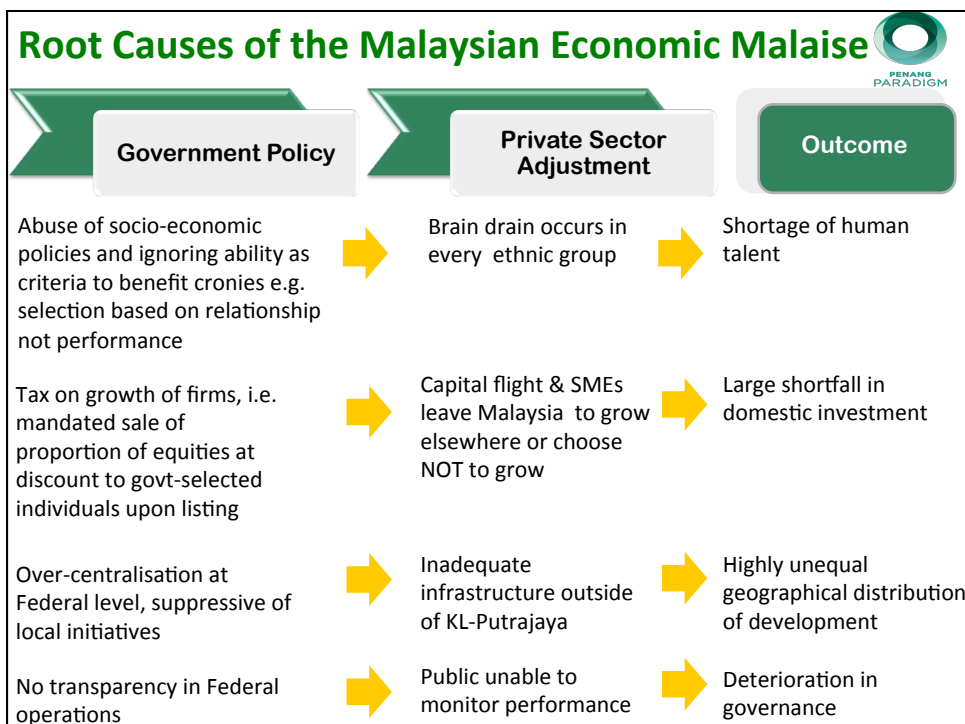 Root Causes of the Malaysian Economic Malaise
PENANG
PARADIGM
Government Policy
Private Sector
Adjustment
Outcome
Abuse of socio-economic
policies and ignoring ability as
criteria to benefit cronies e.g.
selection based on relationship
not performance
Brain drain occurs in
every ethnic group
Shortage of human
talent
Tax on growth of firms, i.e.
mandated sale of
proportion of equities at
discount to govt-selected
individuals upon listing
Capital flight & SMEs
leave Malaysia to grow
elsewhere or choose
NOT to grow
Large shortfall in
domestic investment
Over-centralisation at
Federal level, suppressive of
local initiatives
Inadequate
infrastructure outside
of KL-Putrajaya
Highly unequal
geographical distribution
of development
No transparency in Federal
operations
Public unable to
monitor performance
Deterioration in
governance